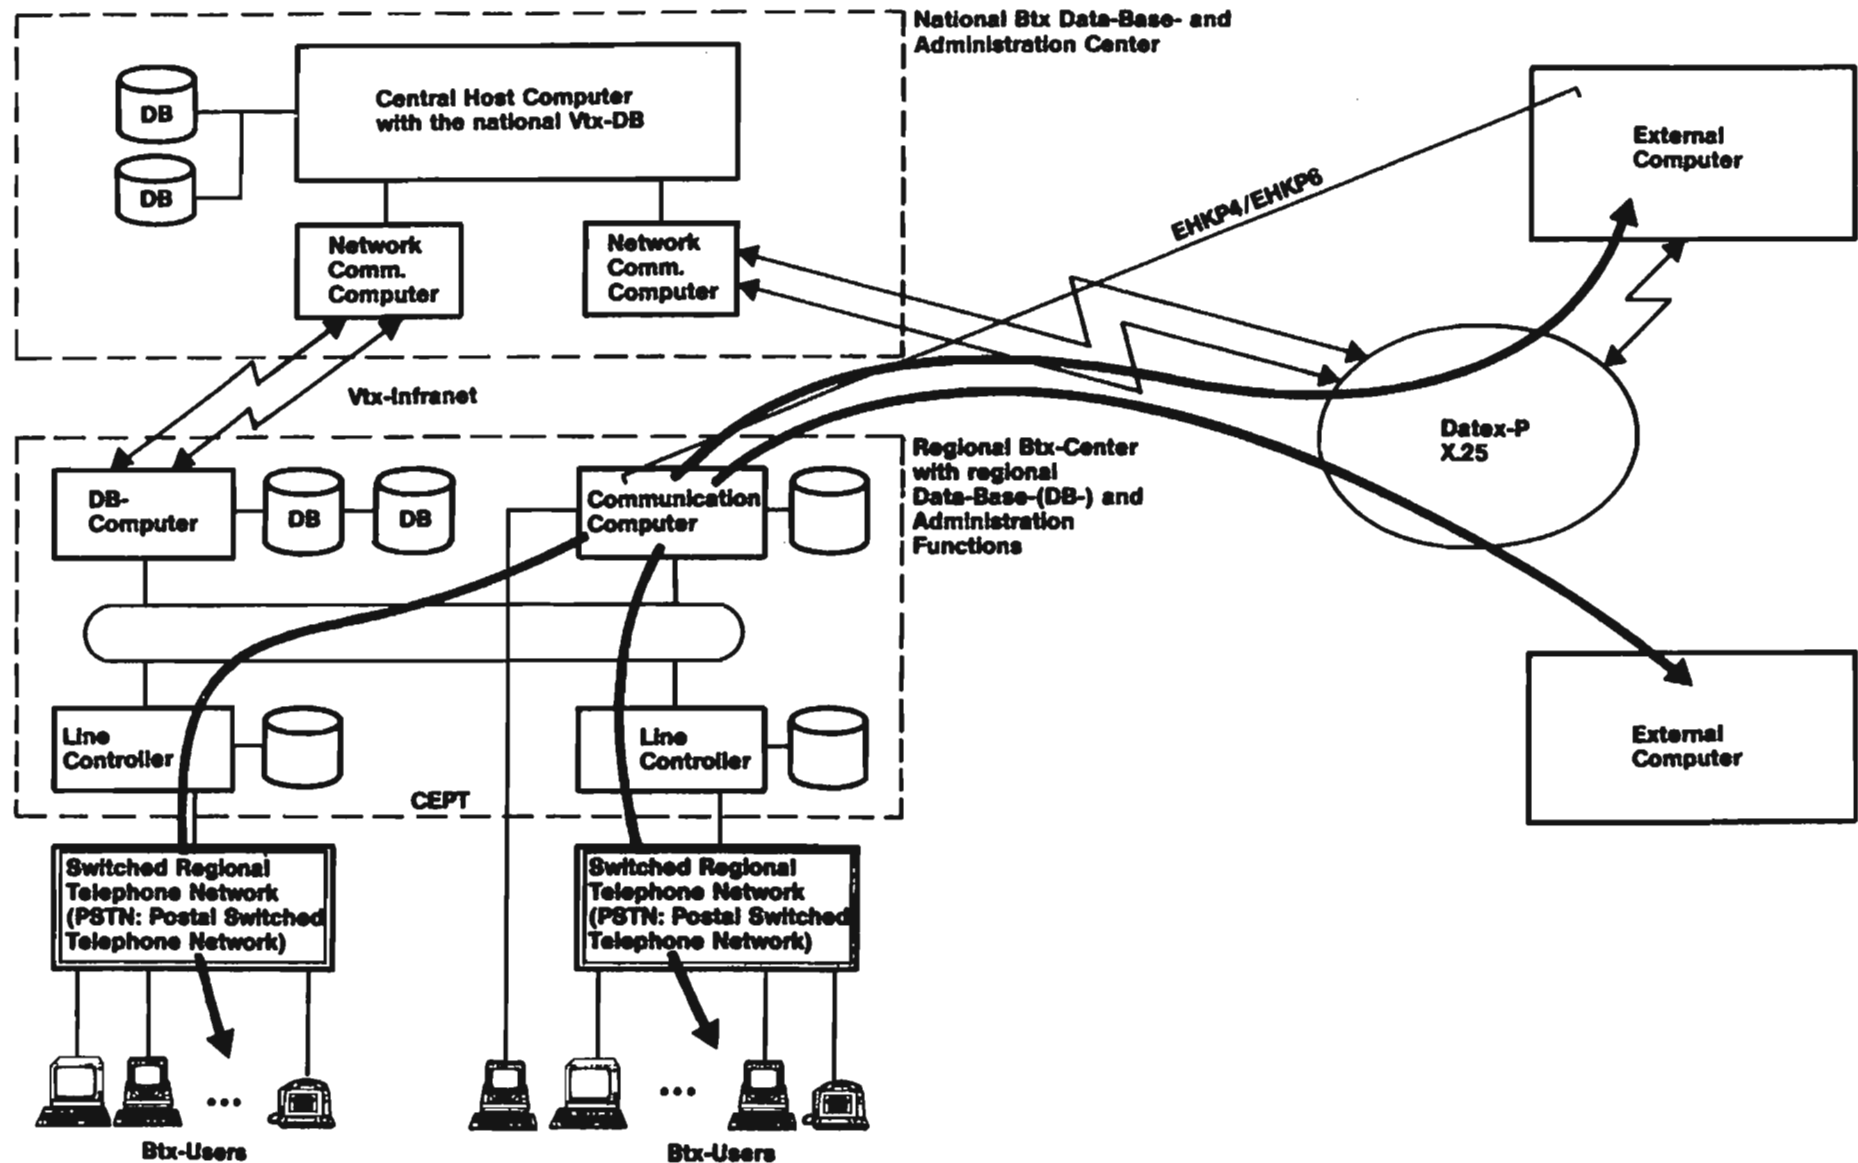 National Btx Data-Base- and
Administration Center
DB
DB
Central Host Computer
with the national Vtx-DB
Network
Comm.
Computer
Network
Comm.
Computer
EHKP4/EHKP6
External
Computer
Vtx-Infranet
Datex-P
X.25
Regional Btx-Center
with regional
Data-Base-(DB-) and
Administration
Functions
DB-
Computer
DB
DB
Communication
Computer
Line
Controller
Line
Controller
CEPT
External
Computer
Switched Regional
Telephone Network
(PSTN: Postal Switched
Telephone Network)
Switched Regional
Telephone Network
(PSTN: Postal Switched
Telephone Network)
...
...
Btx-Users
Btx-Users